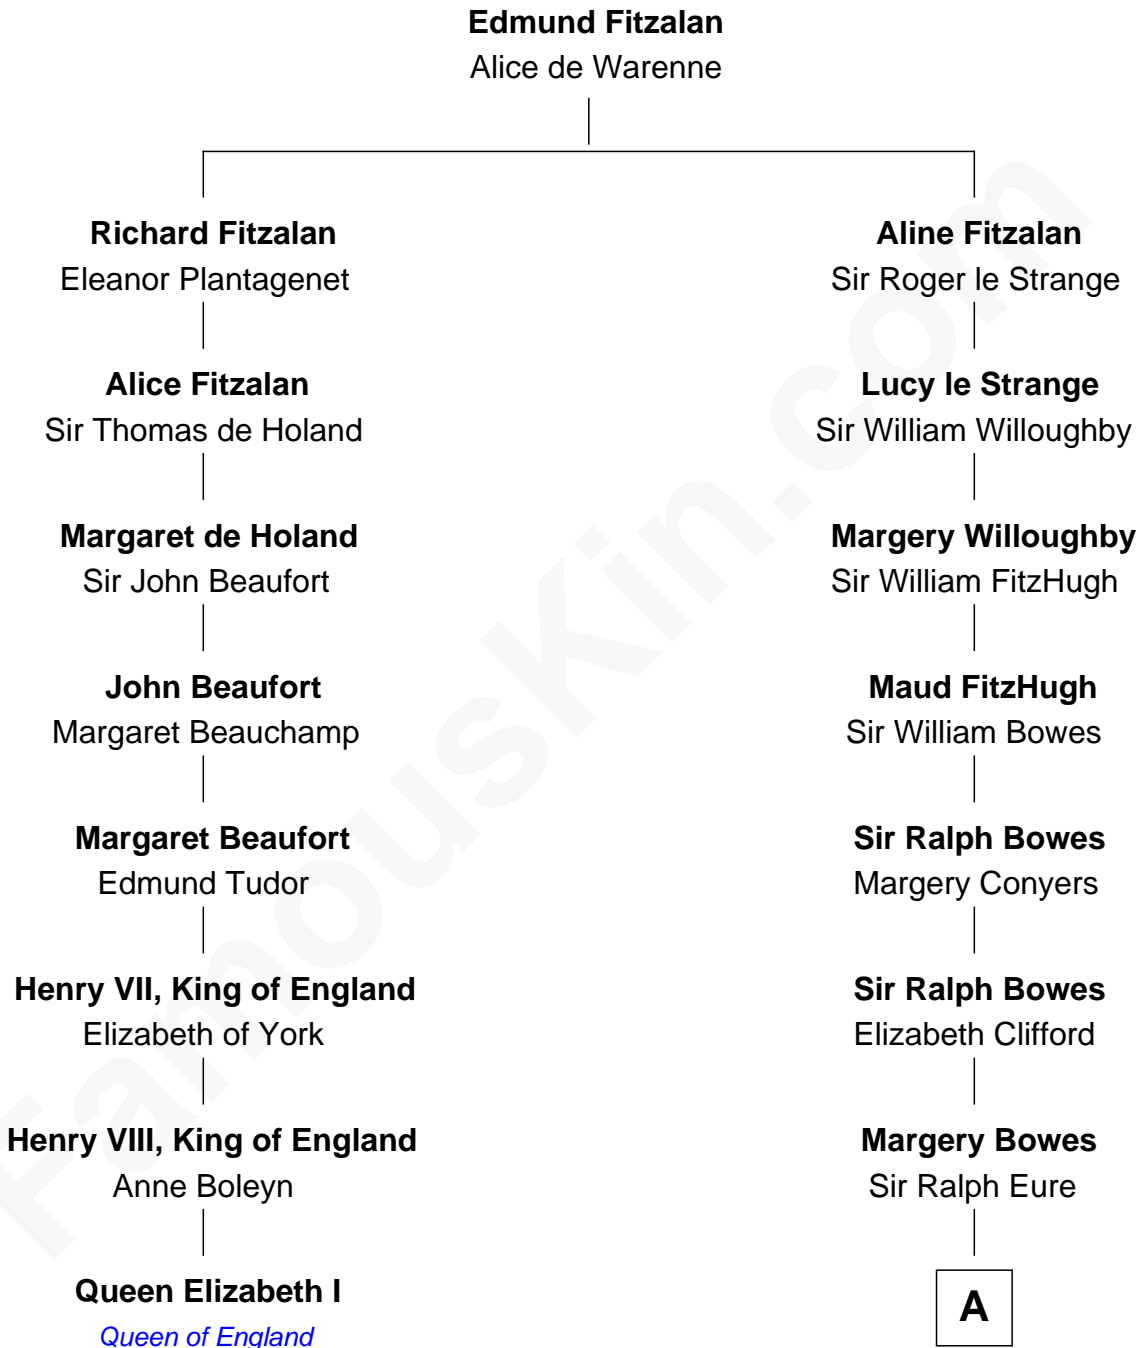 Edmund Fitzalan
Alice de Warenne
Richard Fitzalan
Eleanor Plantagenet
Alice Fitzalan
Sir Thomas de Holand
Margaret de Holand
Sir John Beaufort
John Beaufort
Margaret Beauchamp
Margaret Beaufort
Edmund Tudor
Henry VII, King of England
Elizabeth of York
Henry VIII, King of England
Anne Boleyn
Queen Elizabeth I
Queen of England
Aline Fitzalan
Sir Roger le Strange
Lucy le Strange
Sir William Willoughby
Margery Willoughby
Sir William FitzHugh
Maud FitzHugh
Sir William Bowes
Sir Ralph Bowes
Margery Conyers
Sir Ralph Bowes
Elizabeth Clifford
Margery Bowes
Sir Ralph Eure
A
FamousKin.com